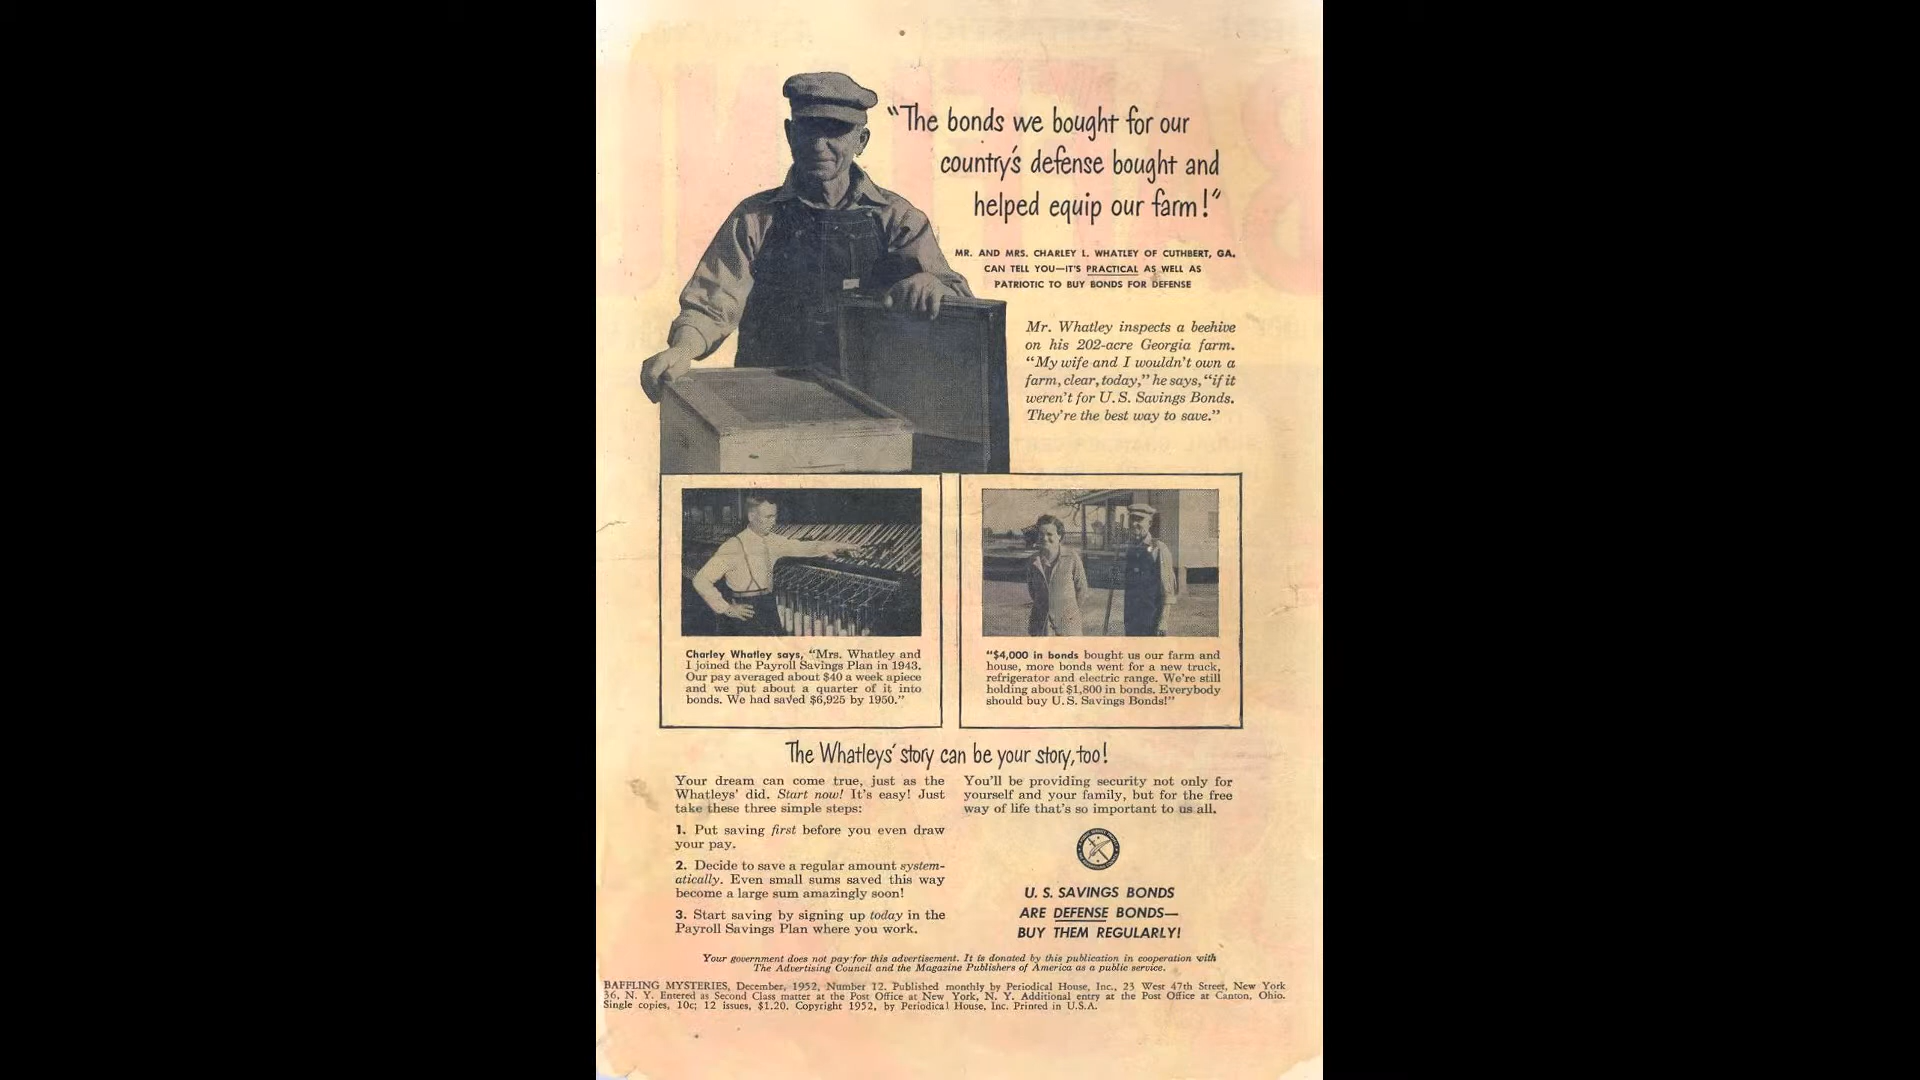 "The bonds we bought for our
country's defense bought and
helped equip our farm!"
MR. AND MRS. CHARLEY L. WHATLEY OF CUTHBERT, GA.
CAN TELL YOU—IT'S PRACTICAL AS WELL AS
PATRIOTIC TO BUY BONDS FOR DEFENSE
Mr. Whatley inspects a beehive
on his 202-acre Georgia farm.
"My wife and I wouldn't own a
farm, clear, today," he says, "if it
weren't for U.S. Savings Bonds.
They're the best way to save."
Charley Whatley says, "Mrs. Whatley and
I joined the Payroll Savings Plan in 1943.
Our pay averaged about $40 a week apiece
and we put about a quarter of it into
bonds. We had saved $6,925 by 1950."
"$4,000 in bonds bought us our farm and
house, more bonds went for a new truck,
refrigerator and electric range. We're still
holding about $1,800 in bonds. Everybody
should buy U.S. Savings Bonds!"
The Whatleys' story can be your story, too!
Your dream can come true, just as the
Whatleys' did. Start now! It's easy! Just
take these three simple steps:
1. Put saving first before you even draw
your pay.
2. Decide to save a regular amount system-
atically. Even small sums saved this way
become a large sum amazingly soon!
3. Start saving by signing up today in the
Payroll Savings Plan where you work.
You'll be providing security not only for
yourself and your family, but for the free
way of life that's so important to us all.
U. S. SAVINGS BONDS
ARE DEFENSE BONDS—
BUY THEM REGULARLY!
Your government does not pay for this advertisement. It is donated by this publication in cooperation with
The Advertising Council and the Magazine Publishers of America as a public service.
BAFFLING MYSTERIES, December, 1952, Number 12. Published monthly by Periodical House, Inc., 23 West 47th Street, New York
36, N. Y. Entered as Second Class matter at the Post Office at New York, N. Y. Additional entry at the Post Office at Canton, Ohio.
Single copies, 10c; 12 issues, $1.20. Copyright 1952, by Periodical House, Inc. Printed in U.S.A.